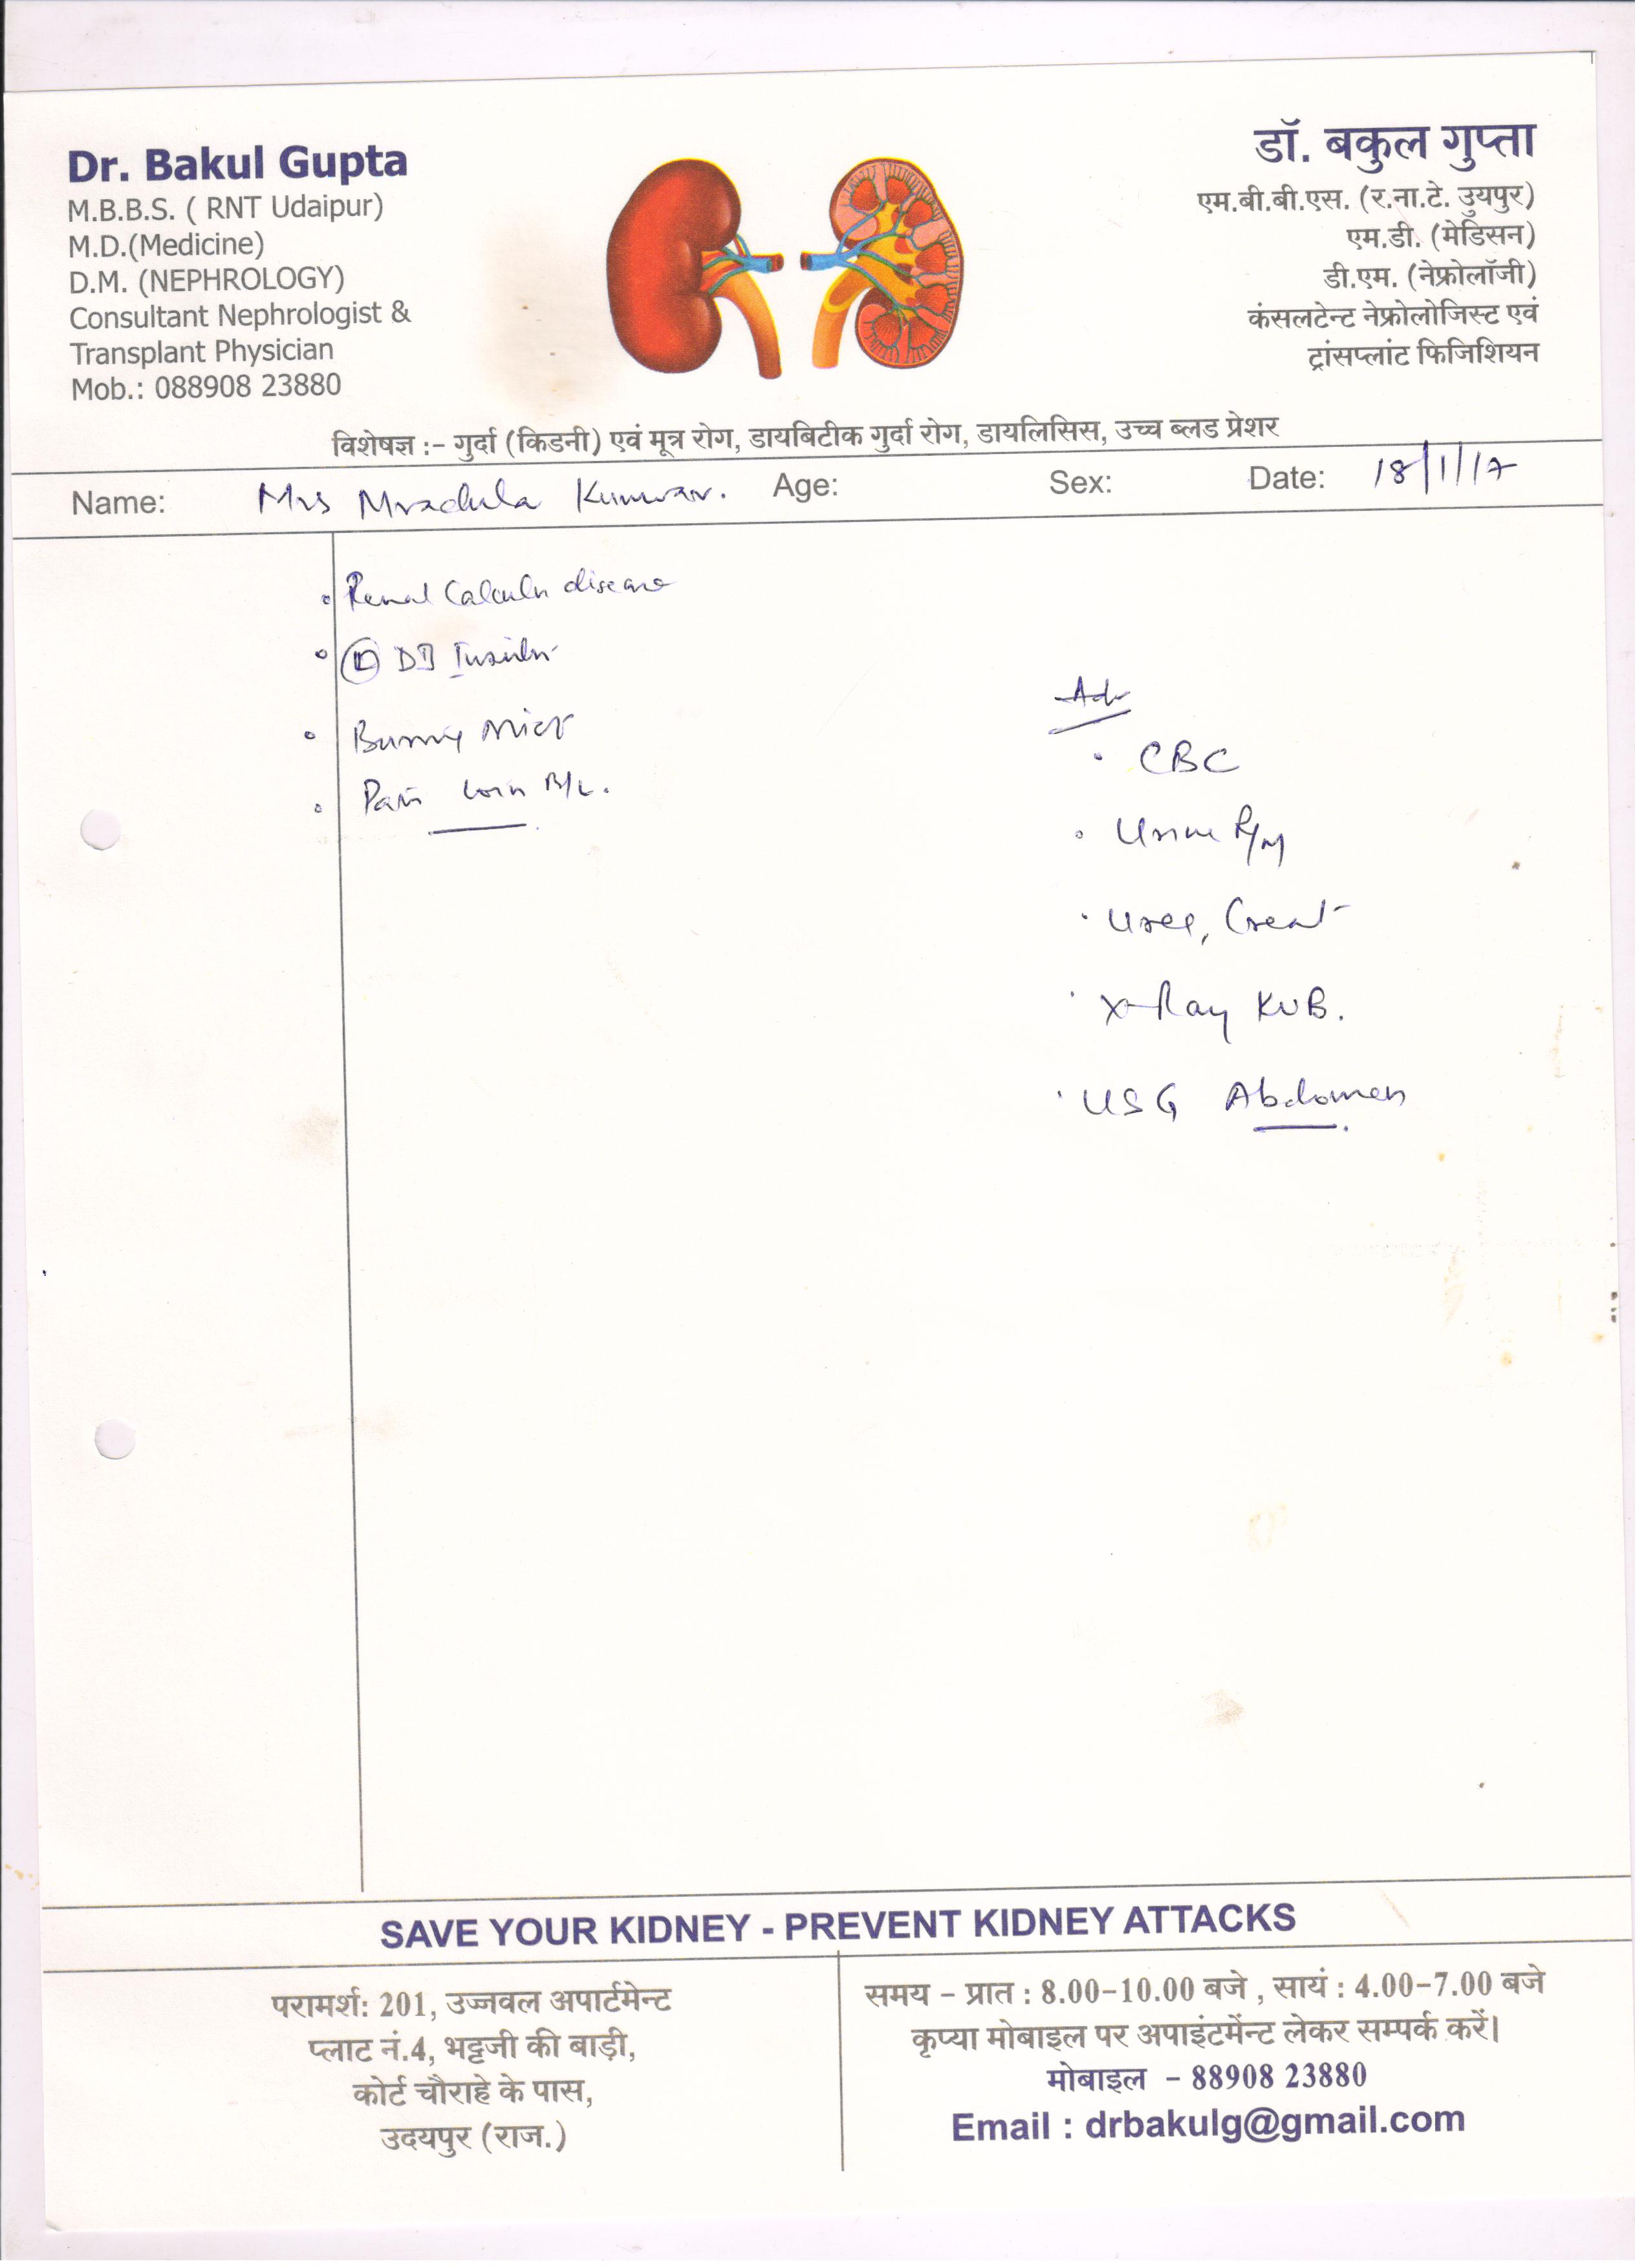 Dr. Bakul Gupta
M.B.B.S. ( RNT Udaipur)
M.D.(Medicine)
D.M. (NEPHROLOGY)
Consultant Nephrologist &
Transplant Physician
Mob.: 088908 23880
डॉ. बकुल गुप्ता
एम.बी.बी.एस. (र.ना.टे. उुयपुर)
एम.डी. (मेडिसन)
डी.एम. (नेफ्रोलॉजी)
कंसलटेन्ट नेफ्रोलोजिस्ट एवं
ट्रांसप्लांट फिजिशियन
विशेषज्ञ :- गुर्दा (किडनी) एवं मूत्र रोग, डायबिटीक गुर्दा रोग, डायलिसिस, उच्च ब्लड प्रेशर
Name: Mrs Mradula Kunwar. Age: Sex: Date: 18/1/17
Renal Calculu disease
DJ
Burning Mict
Pain Loin B/L.
Adv
CBC
Urine R/M
Urea, Creat
X-Ray KUB.
USG Abdomen
SAVE YOUR KIDNEY - PREVENT KIDNEY ATTACKS
परामर्श: 201, उज्जवल अपार्टमेन्ट
प्लाट नं.4, भट्टजी की बाड़ी,
कोर्ट चौराहे के पास,
उदयपुर (राज.)
समय - प्रात : 8.00-10.00 बजे , सायं : 4.00-7.00 बजे
कृप्या मोबाइल पर अपाइंटमेंन्ट लेकर सम्पर्क करें।
मोबाइल - 88908 23880
Email : drbakulg@gmail.com